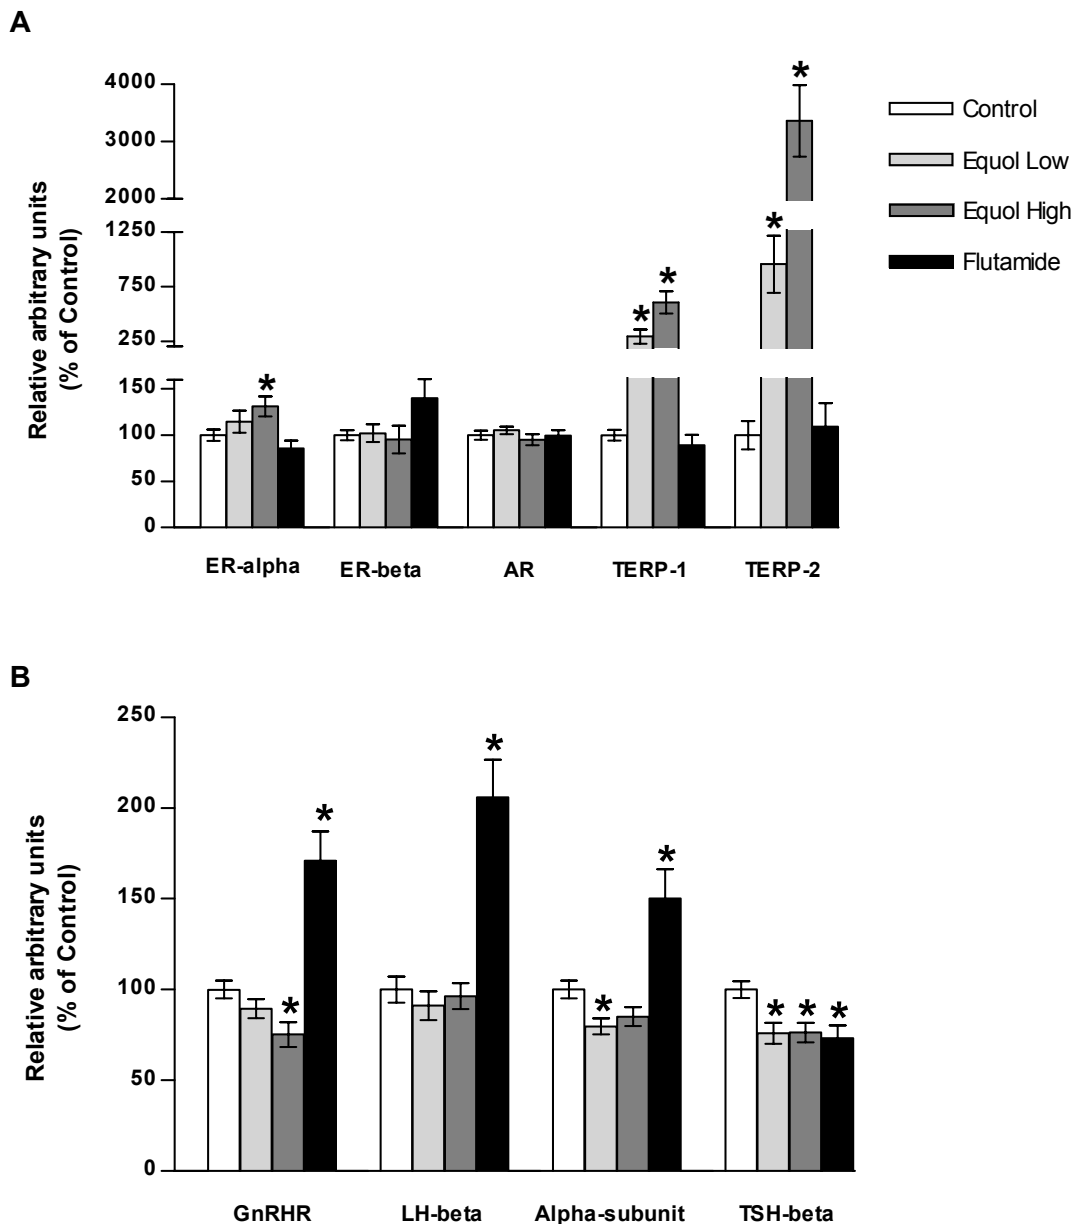 A
4000
3000
2000
1250
750
250
150
100
50
0
Relative arbitrary units
(% of Control)
*
*
*
*
*
ER-alpha
ER-beta
AR
TERP-1
TERP-2
Control
Equol Low
Equol High
Flutamide
B
250
200
150
100
50
0
Relative arbitrary units
(% of Control)
*
*
*
*
*
*
*
*
GnRHR
LH-beta
Alpha-subunit
TSH-beta